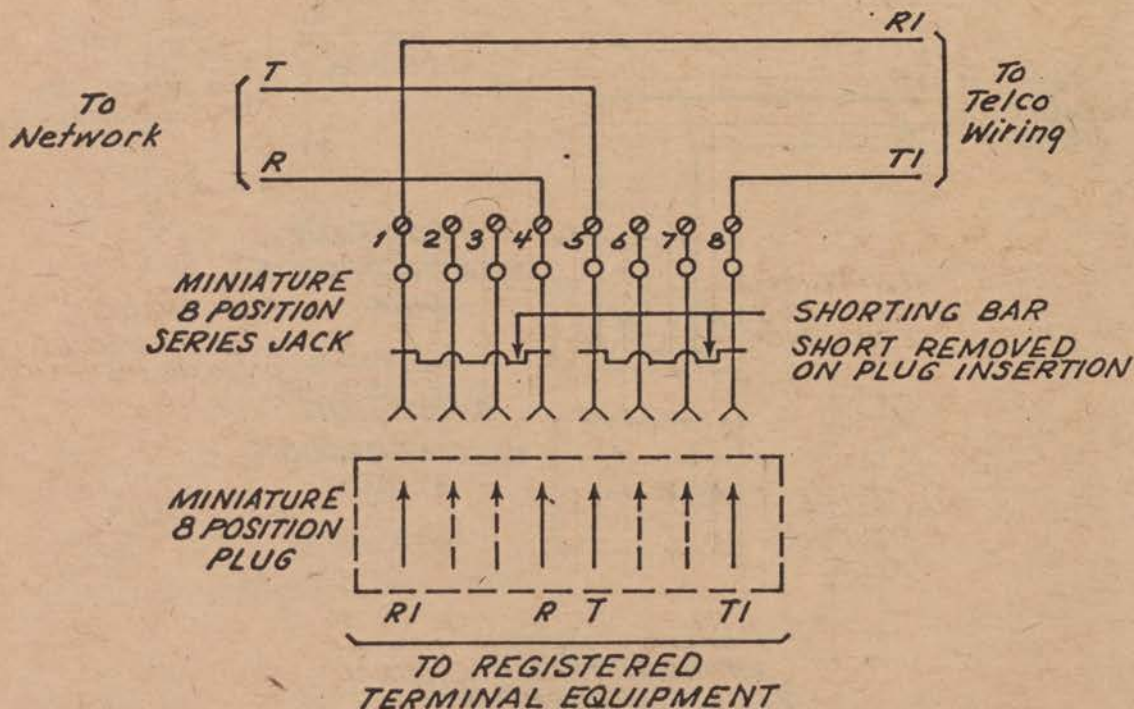 R1
T
To
Network
To
Telco
Wiring
R
T1
1 2 3 4 5 6 7 8
MINIATURE
8 POSITION
SERIES JACK
SHORTING BAR
SHORT REMOVED
ON PLUG INSERTION
MINIATURE
8 POSITION
PLUG
R1 R T T1
TO REGISTERED
TERMINAL EQUIPMENT